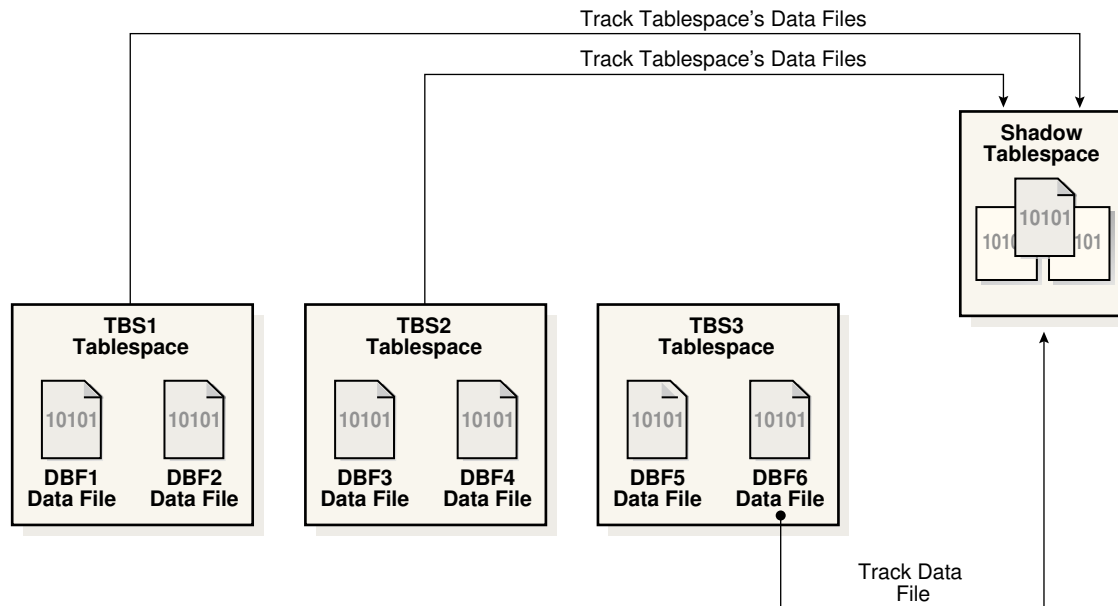 Track Tablespace's Data Files
Track Tablespace's Data Files
Shadow
Tablespace
10101
1010
101
TBS1
Tablespace
10101
10101
DBF1
Data File
DBF2
Data File
TBS2
Tablespace
10101
10101
DBF3
Data File
DBF4
Data File
TBS3
Tablespace
10101
10101
DBF5
Data File
DBF6
Data File
Track Data
File